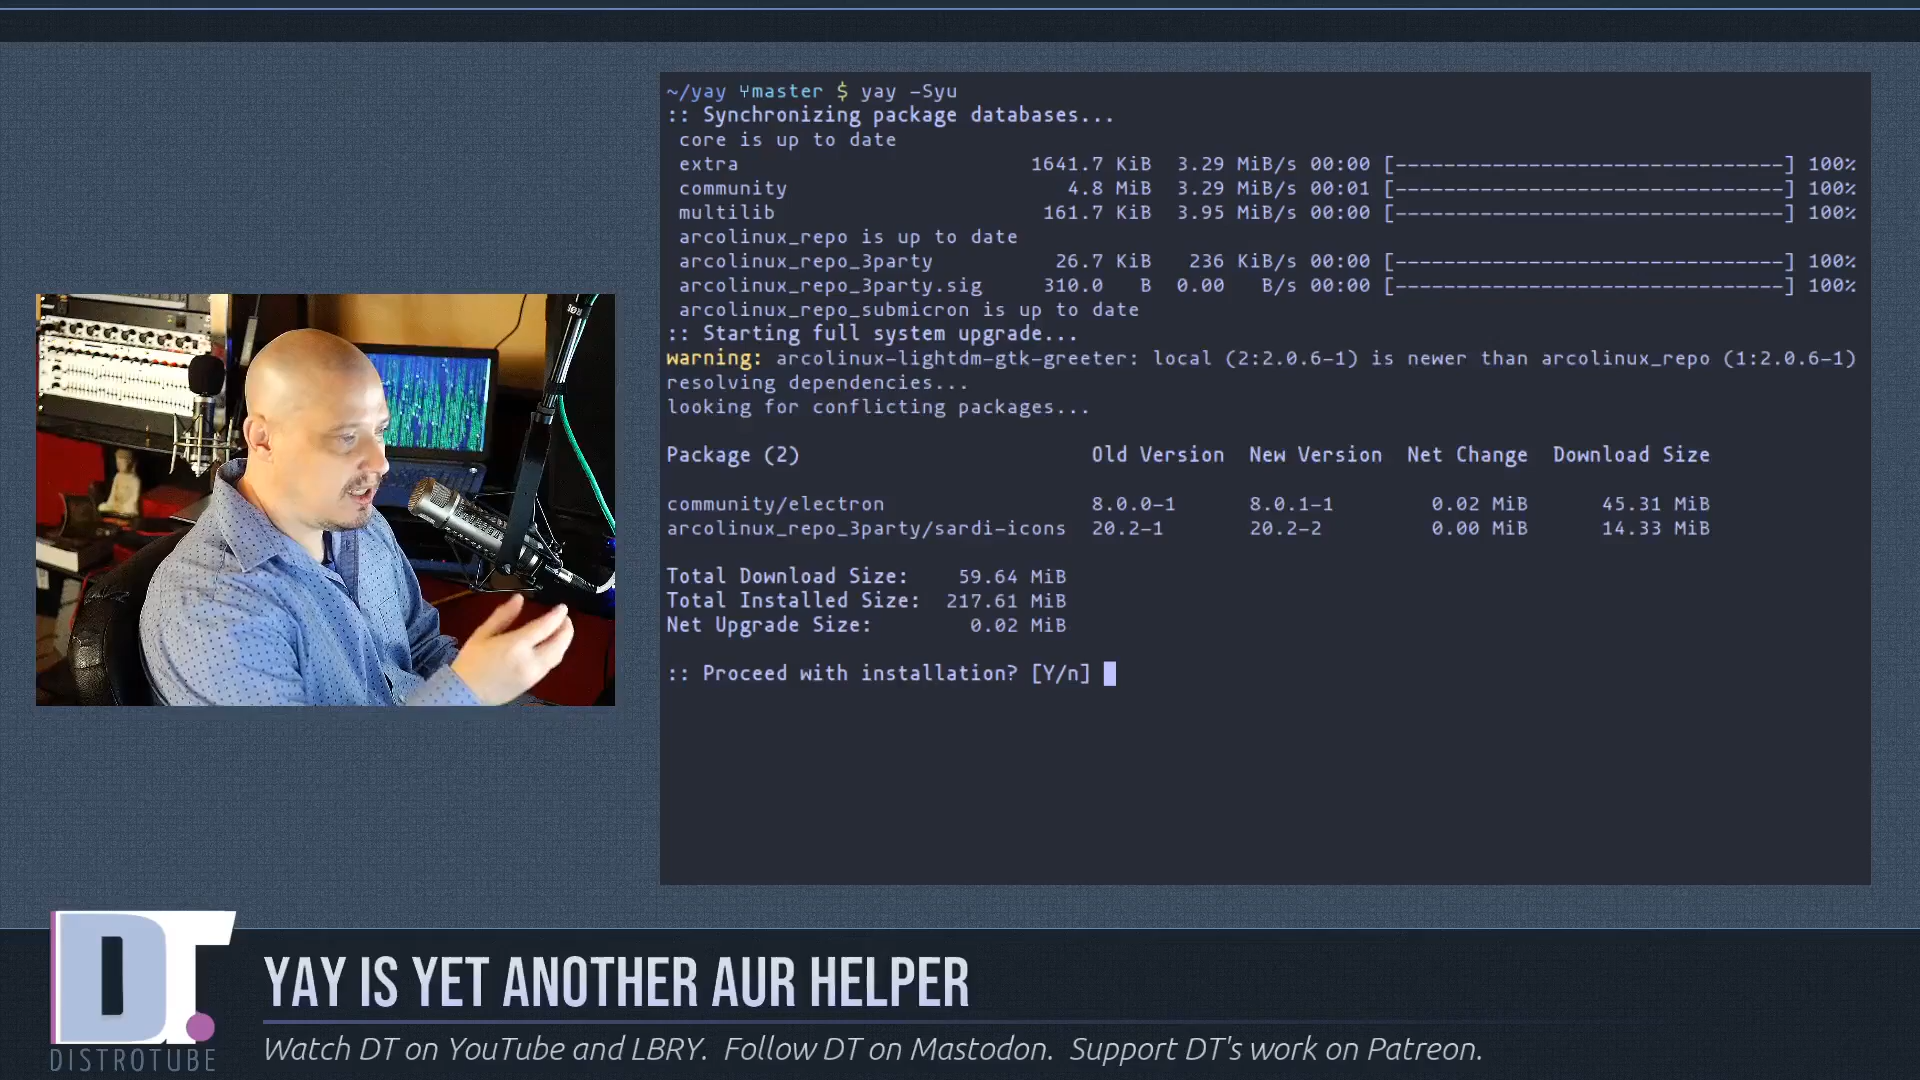 ~/yay master $ yay -Syu
:: Synchronizing package databases...
core is up to date
extra 1641.7 KiB 3.29 MiB/s 00:00 [--------------------------------] 100%
community 4.8 MiB 3.29 MiB/s 00:01 [--------------------------------] 100%
multilib 161.7 KiB 3.95 MiB/s 00:00 [--------------------------------] 100%
arcolinux_repo is up to date
arcolinux_repo_3party 26.7 KiB 236 KiB/s 00:00 [--------------------------------] 100%
arcolinux_repo_3party.sig 310.0 B 0.00 B/s 00:00 [--------------------------------] 100%
arcolinux_repo_submicron is up to date
:: Starting full system upgrade...
warning: arcolinux-lightdm-gtk-greeter: local (2:2.0.6-1) is newer than arcolinux_repo (1:2.0.6-1)
resolving dependencies...
looking for conflicting packages...
Package (2) Old Version New Version Net Change Download Size
community/electron 8.0.0-1 8.0.1-1 0.02 MiB 45.31 MiB
arcolinux_repo_3party/sardi-icons 20.2-1 20.2-2 0.00 MiB 14.33 MiB
Total Download Size: 59.64 MiB
Total Installed Size: 217.61 MiB
Net Upgrade Size: 0.02 MiB
:: Proceed with installation? [Y/n]
DT
DISTROTUBE
YAY IS YET ANOTHER AUR HELPER
Watch DT on YouTube and LBRY. Follow DT on Mastodon. Support DT's work on Patreon.